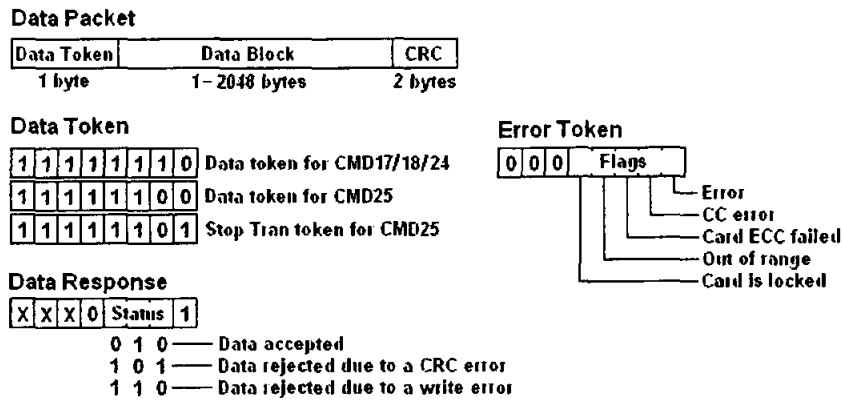 Data Packet
Data Token Data Block CRC
1 byte 1-2048 bytes 2 bytes
Data Token
1 1 1 1 1 1 1 0 Data token for CMD17/18/24
1 1 1 1 1 1 0 0 Data token for CMD25
1 1 1 1 1 1 0 1 Stop Tran token for CMD25
Error Token
0 0 0 Flags
Error
CC error
Card ECC failed
Out of range
Card is locked
Data Response
X X X 0 Status 1
0 1 0 Data accepted
1 0 1 Data rejected due to a CRC error
1 1 0 Data rejected due to a write error